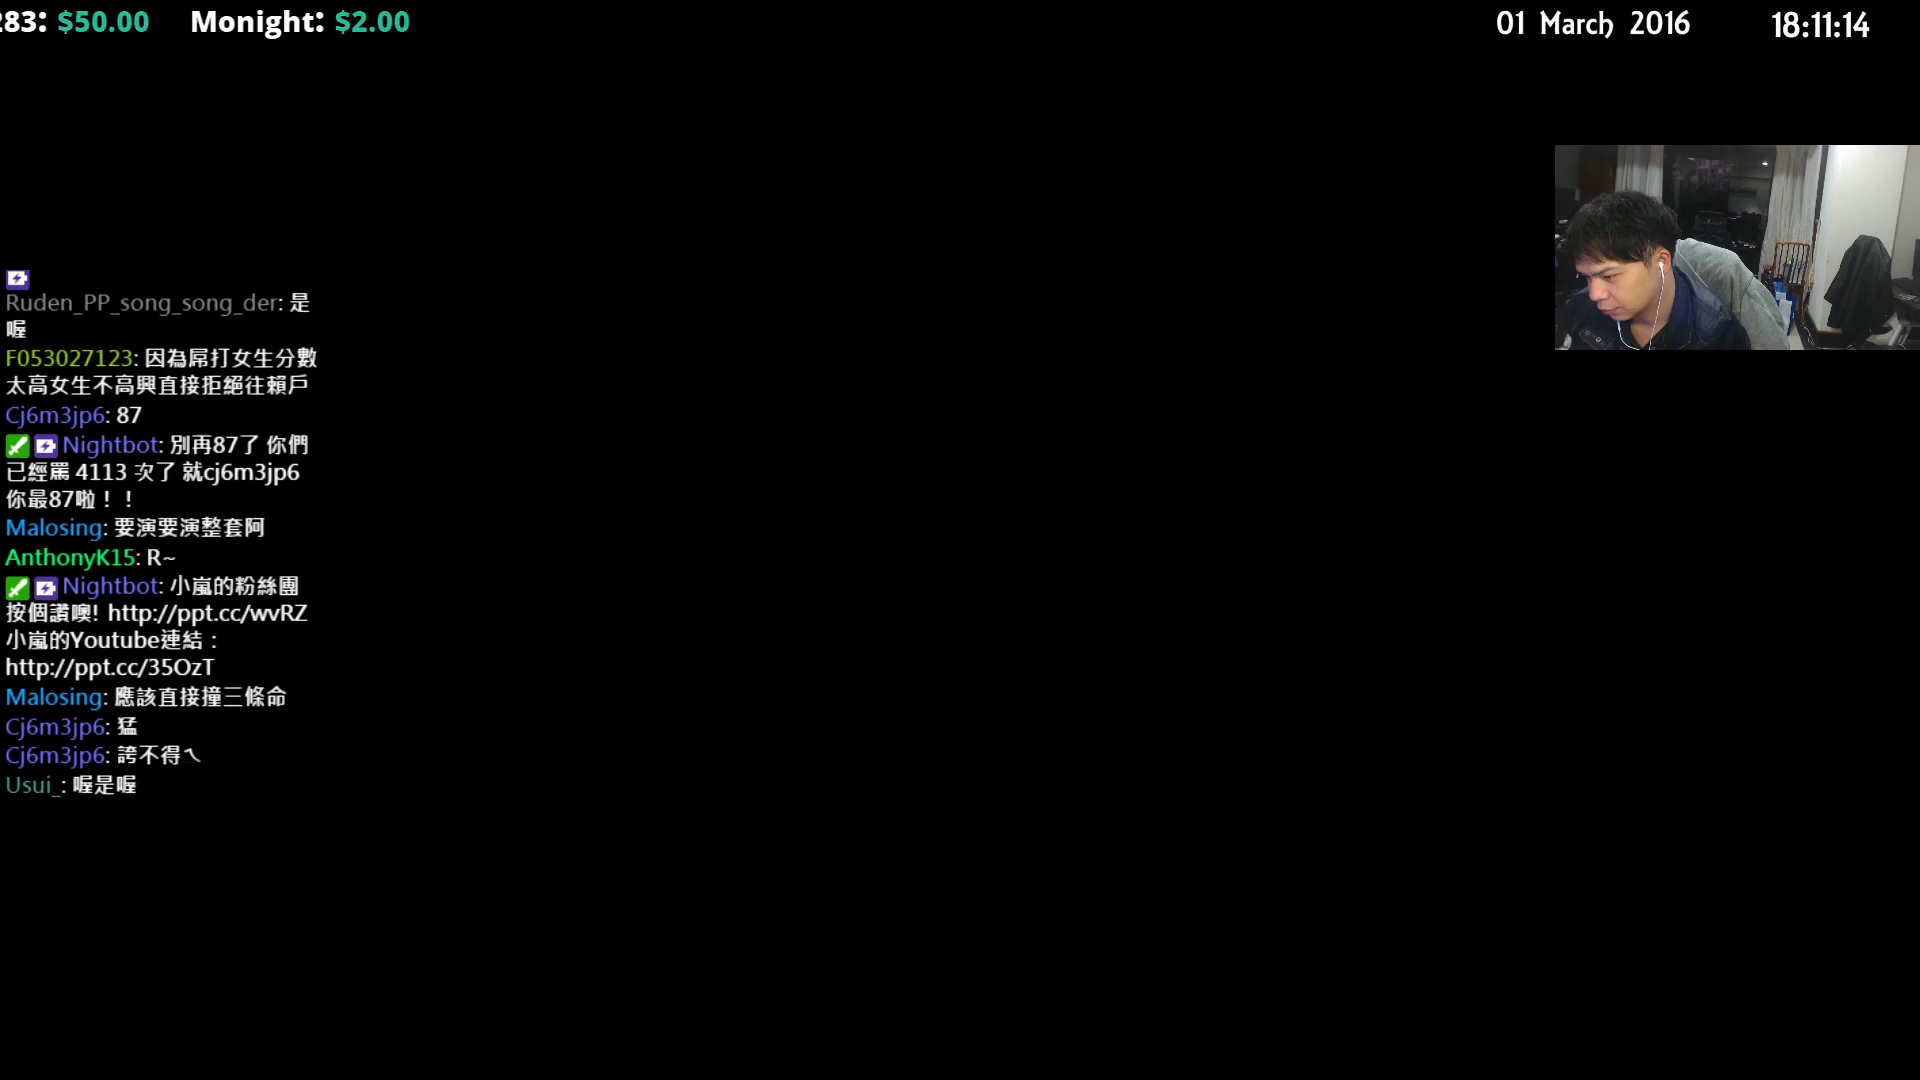 283: $50.00 Monight: $2.00
01 March 2016 18:11:14
Ruden_PP_song_song_der: 是
喔
F053027123: 因為屌打女生分數
太高女生不高興直接拒絕往賴戶
Cj6m3jp6: 87
Nightbot: 別再87了 你們
已經罵 4113 次了 就cj6m3jp6
你最87啦！！
Malosing: 要演要演整套阿
AnthonyK15: R~
Nightbot: 小嵐的粉絲團
按個讚噢! http://ppt.cc/wvRZ
小嵐的Youtube連結：
http://ppt.cc/35OzT
Malosing: 應該直接撞三條命
Cj6m3jp6: 猛
Cj6m3jp6: 誇不得ㄟ
Usui_: 喔是喔